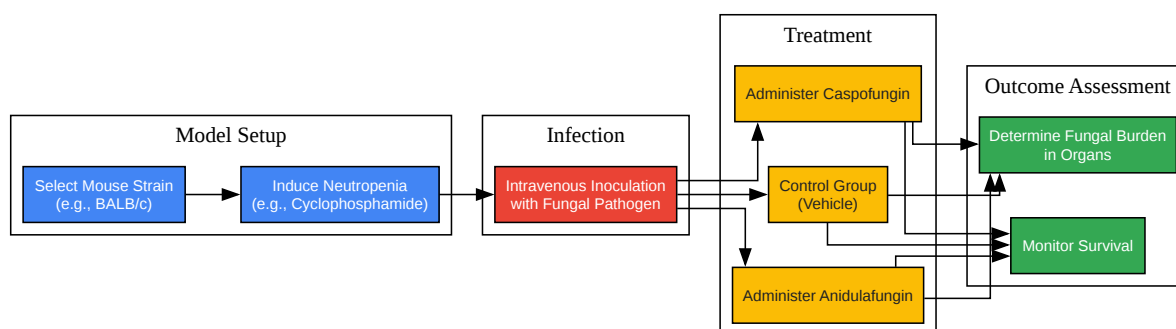 Model Setup
Select Mouse Strain
(e.g., BALB/c)
Induce Neutropenia
(e.g., Cyclophosphamide)
Infection
Intravenous Inoculation
with Fungal Pathogen
Treatment
Administer Caspofungin
Control Group
(Vehicle)
Administer Anidulafungin
Outcome Assessment
Determine Fungal Burden
in Organs
Monitor Survival